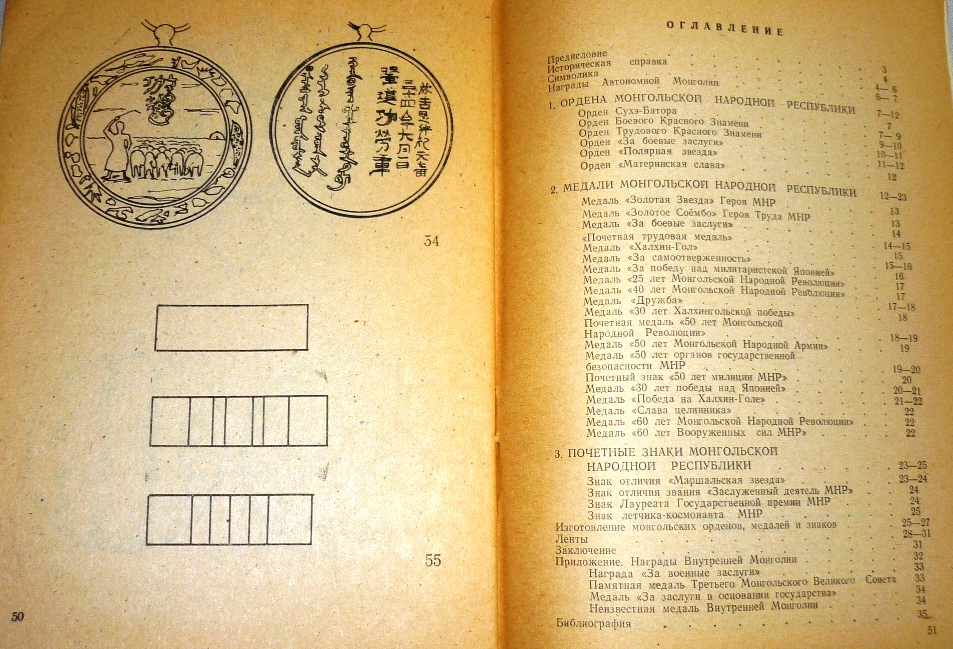 54
55
50
ОГЛАВЛЕНИЕ
Предисловие 3
Историческая справка 4
Символика 4—6
Награды Автономной Монголии 6—7
1. ОРДЕНА МОНГОЛЬСКОЙ НАРОДНОЙ РЕСПУБЛИКИ 7—12
Орден Сухэ-Батора 7
Орден Боевого Красного Знамени 7—9
Орден Трудового Красного Знамени 9—10
Орден «За боевые заслуги» 10—11
Орден «Полярная звезда» 11—12
Орден «Материнская слава» 12
2. МЕДАЛИ МОНГОЛЬСКОЙ НАРОДНОЙ РЕСПУБЛИКИ 12—23
Медаль «Золотая Звезда» Героя МНР 13
Медаль «Золотое Соёмбо» Героя Труда МНР 13
Медаль «За боевые заслуги» 14
«Почетная трудовая медаль» 14—15
Медаль «Халхин-Гол» 15
Медаль «За самоотверженность» 15—16
Медаль «За победу над милитаристской Японией» 16
Медаль «25 лет Монгольской Народной Революции» 17
Медаль «40 лет Монгольской Народной Революции» 17
Медаль «Дружба» 17—18
Медаль «30 лет Халхингольской победы» 18
Почетная медаль «50 лет Монгольской
Народной Революции» 18—19
Медаль «50 лет Монгольской Народной Армии» 19
Медаль «50 лет органов государственной
безопасности МНР 19—20
Почетный знак «50 лет милиции МНР» 20
Медаль «30 лет победы над Японией» 20—21
Медаль «Победа на Халхин-Голе» 21—22
Медаль «Слава целинника» 22
Медаль «60 лет Монгольской Народной Революции» 22
Медаль «60 лет Вооруженных сил МНР» 22
3. ПОЧЕТНЫЕ ЗНАКИ МОНГОЛЬСКОЙ
НАРОДНОЙ РЕСПУБЛИКИ 23—25
Знак отличия «Маршальская звезда» 23—24
Знак отличия звания «Заслуженный деятель МНР» 24
Знак Лауреата Государственной премии МНР 24
Знак летчика-космонавта МНР 25
Изготовление монгольских орденов, медалей и знаков 25—27
Ленты 28—31
Заключение 31
Приложение. Награды Внутренней Монголии 32
Награда «За военные заслуги» 33
Памятная медаль Третьего Монгольского Великого Совета 33
Медаль «За заслуги в основании государства» 34
Неизвестная медаль Внутренней Монголии 34
Библиография 35
51